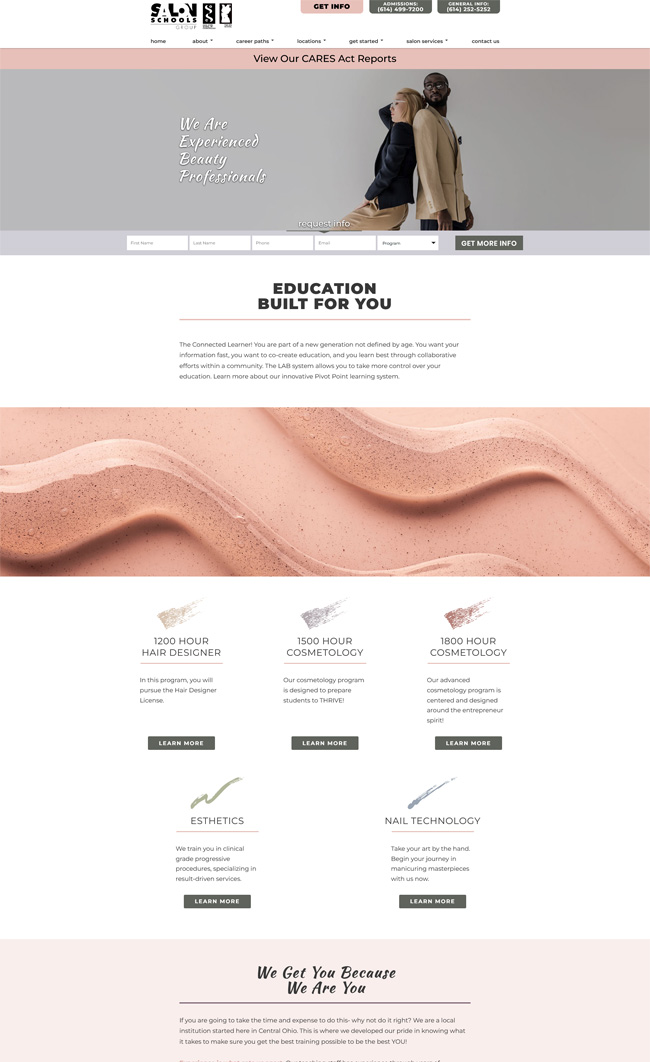 SALON
SCHOOLS
GROUP
GET INFO
ADMISSIONS:
(614) 499-7200
GENERAL INFO:
(614) 252-5252
home
about
career paths
locations
get started
salon services
contact us
View Our CARES Act Reports
We Are
Experienced
Beauty
Professionals
request info
First Name
Last Name
Phone
Email
Program
GET MORE INFO
EDUCATION
BUILT FOR YOU
The Connected Learner! You are part of a new generation not defined by age. You want your
information fast, you want to co-create education, and you learn best through collaborative
efforts within a community. The LAB system allows you to take more control over your
education. Learn more about our innovative Pivot Point learning system.
1200 HOUR
HAIR DESIGNER
In this program, you will
pursue the Hair Designer
License.
LEARN MORE
1500 HOUR
COSMETOLOGY
Our cosmetology program
is designed to prepare
students to THRIVE!
LEARN MORE
1800 HOUR
COSMETOLOGY
Our advanced
cosmetology program is
centered and designed
around the entrepreneur
spirit!
LEARN MORE
ESTHETICS
We train you in clinical
grade progressive
procedures, specializing in
result-driven services.
LEARN MORE
NAIL TECHNOLOGY
Take your art by the hand.
Begin your journey in
manicuring masterpieces
with us now.
LEARN MORE
We Get You Because
We Are You
If you are going to take the time and expense to do this- why not do it right? We are a local
institution started here in Central Ohio. This is where we developed our pride in knowing what
it takes to make sure you get the best training possible to be the best YOU!